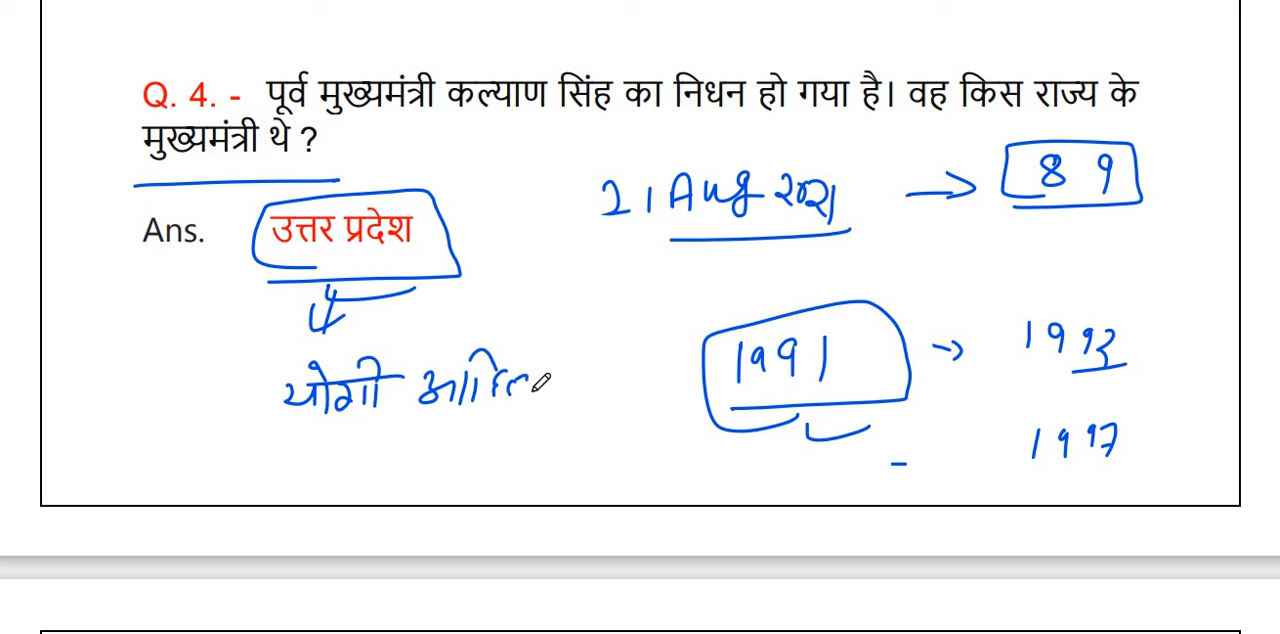 Q. 4. - पूर्व मुख्यमंत्री कल्याण सिंह का निधन हो गया है। वह किस राज्य के
मुख्यमंत्री थे ?
21 Aug 2021 → 89
Ans. उत्तर प्रदेश
1991 → 1992
योगी
1997